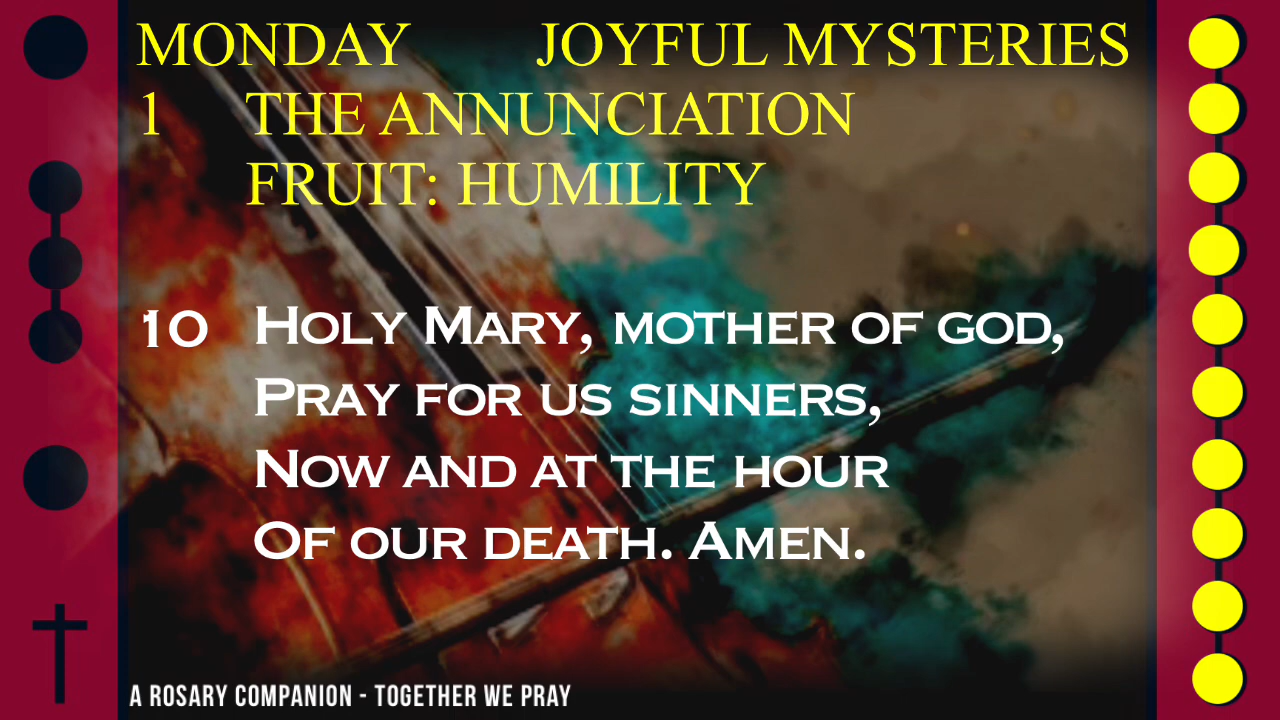 MONDAY JOYFUL MYSTERIES
1 THE ANNUNCIATION
FRUIT: HUMILITY
10 HOLY MARY, MOTHER OF GOD,
PRAY FOR US SINNERS,
NOW AND AT THE HOUR
OF OUR DEATH. AMEN.
A ROSARY COMPANION - TOGETHER WE PRAY